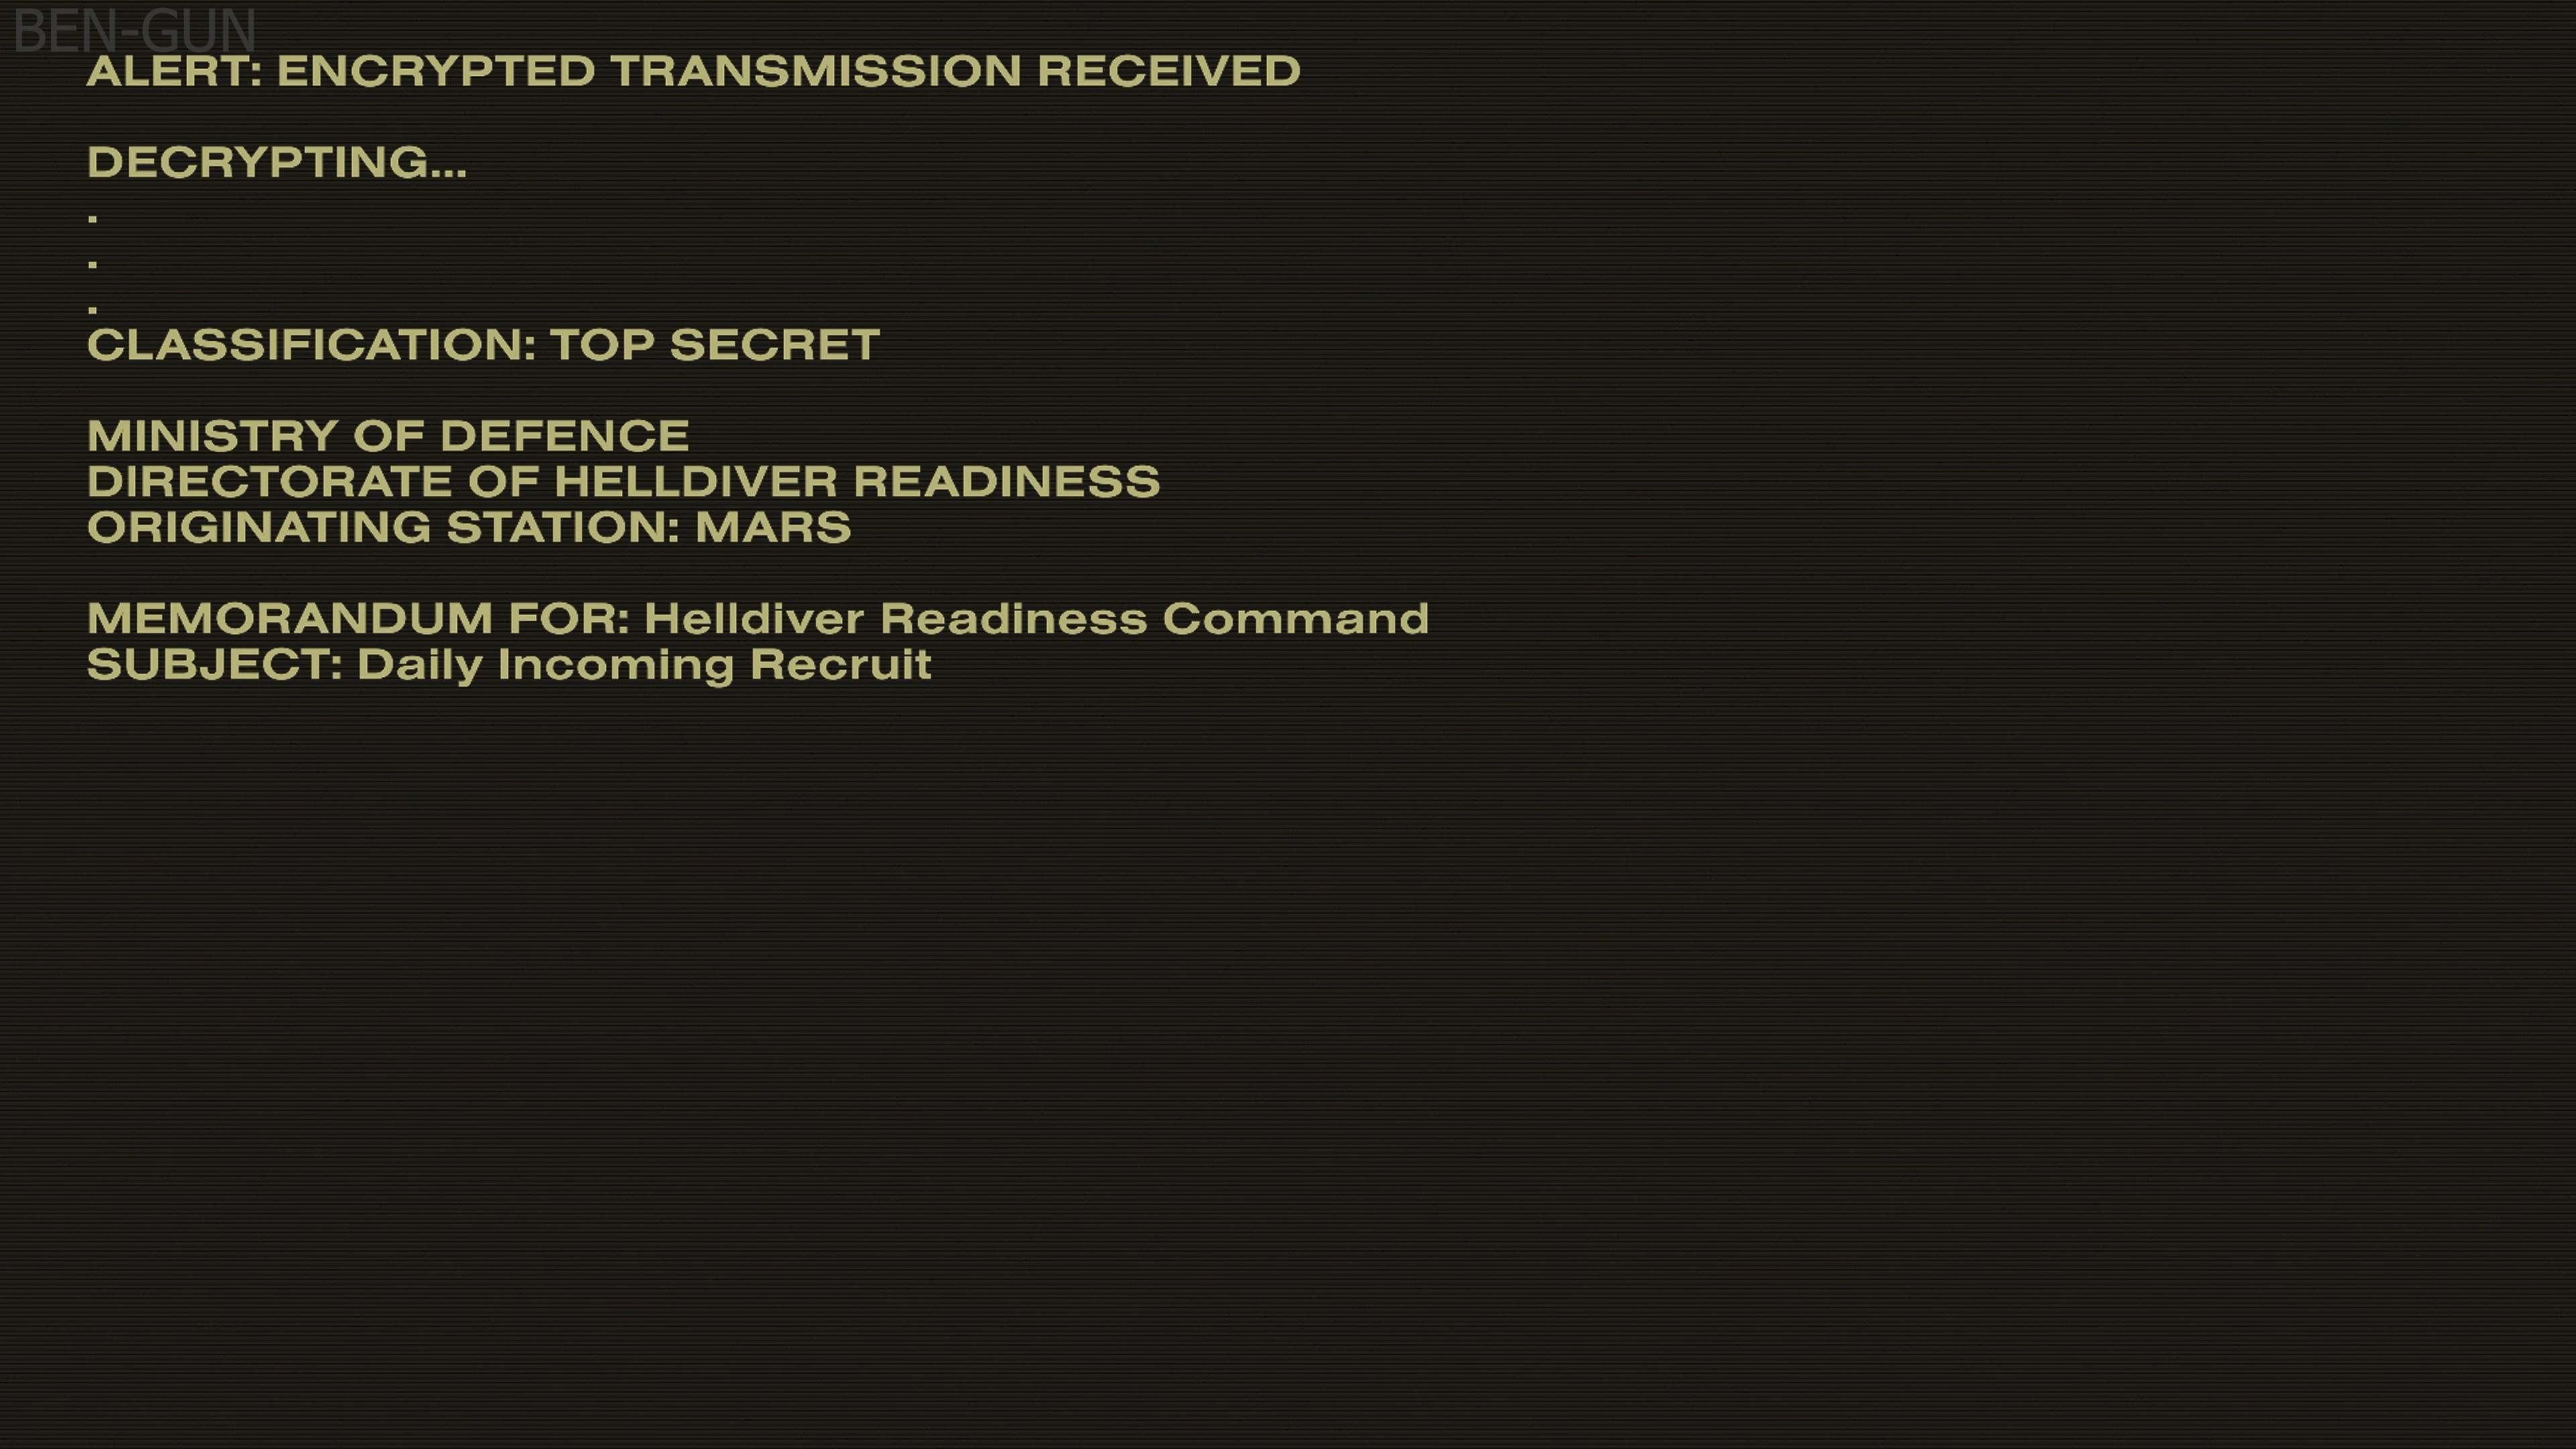 BEN-GUN
ALERT: ENCRYPTED TRANSMISSION RECEIVED
DECRYPTING...
.
.
.
CLASSIFICATION: TOP SECRET
MINISTRY OF DEFENCE
DIRECTORATE OF HELLDIVER READINESS
ORIGINATING STATION: MARS
MEMORANDUM FOR: Helldiver Readiness Command
SUBJECT: Daily Incoming Recruit